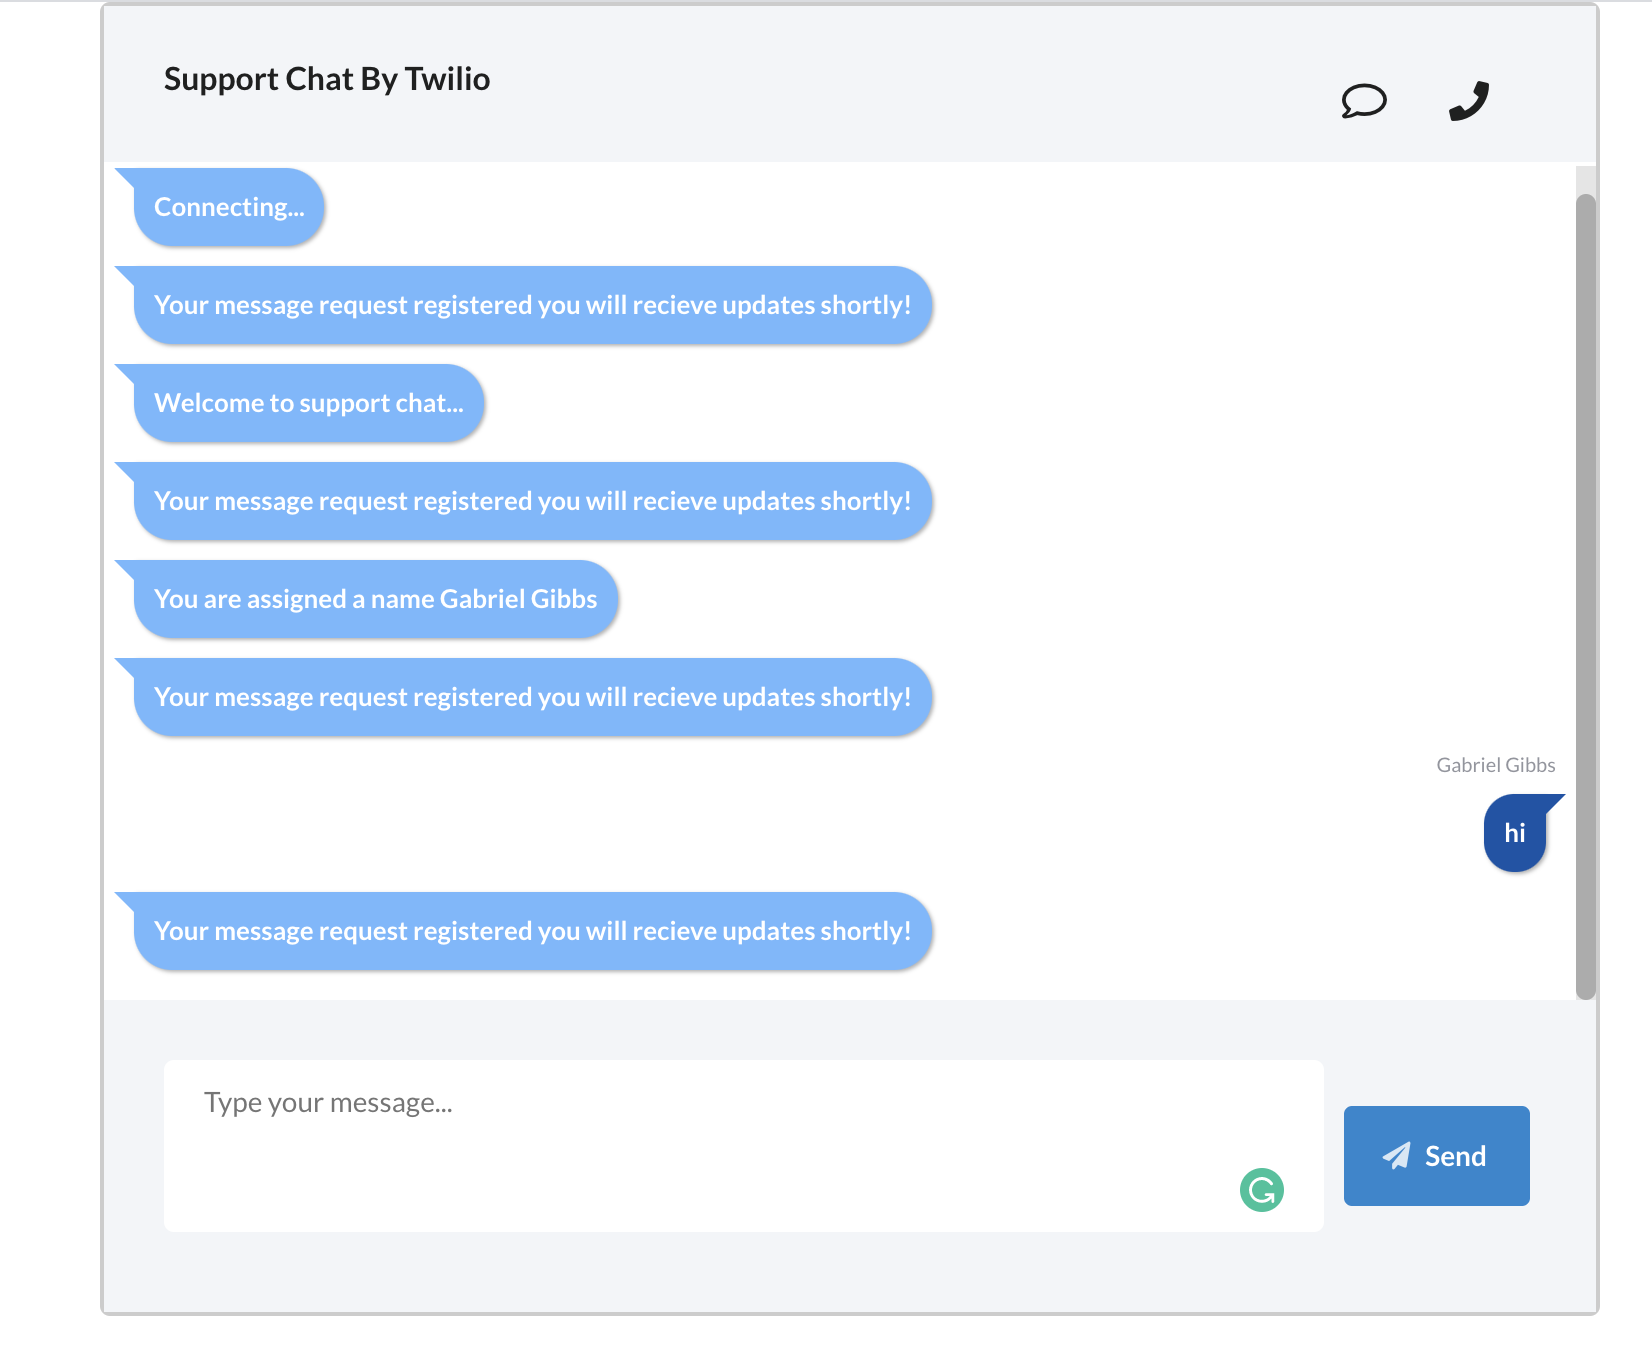 Support Chat By Twilio
Connecting...
Your message request registered you will recieve updates shortly!
Welcome to support chat...
Your message request registered you will recieve updates shortly!
You are assigned a name Gabriel Gibbs
Your message request registered you will recieve updates shortly!
Gabriel Gibbs
hi
Your message request registered you will recieve updates shortly!
Type your message...
Send